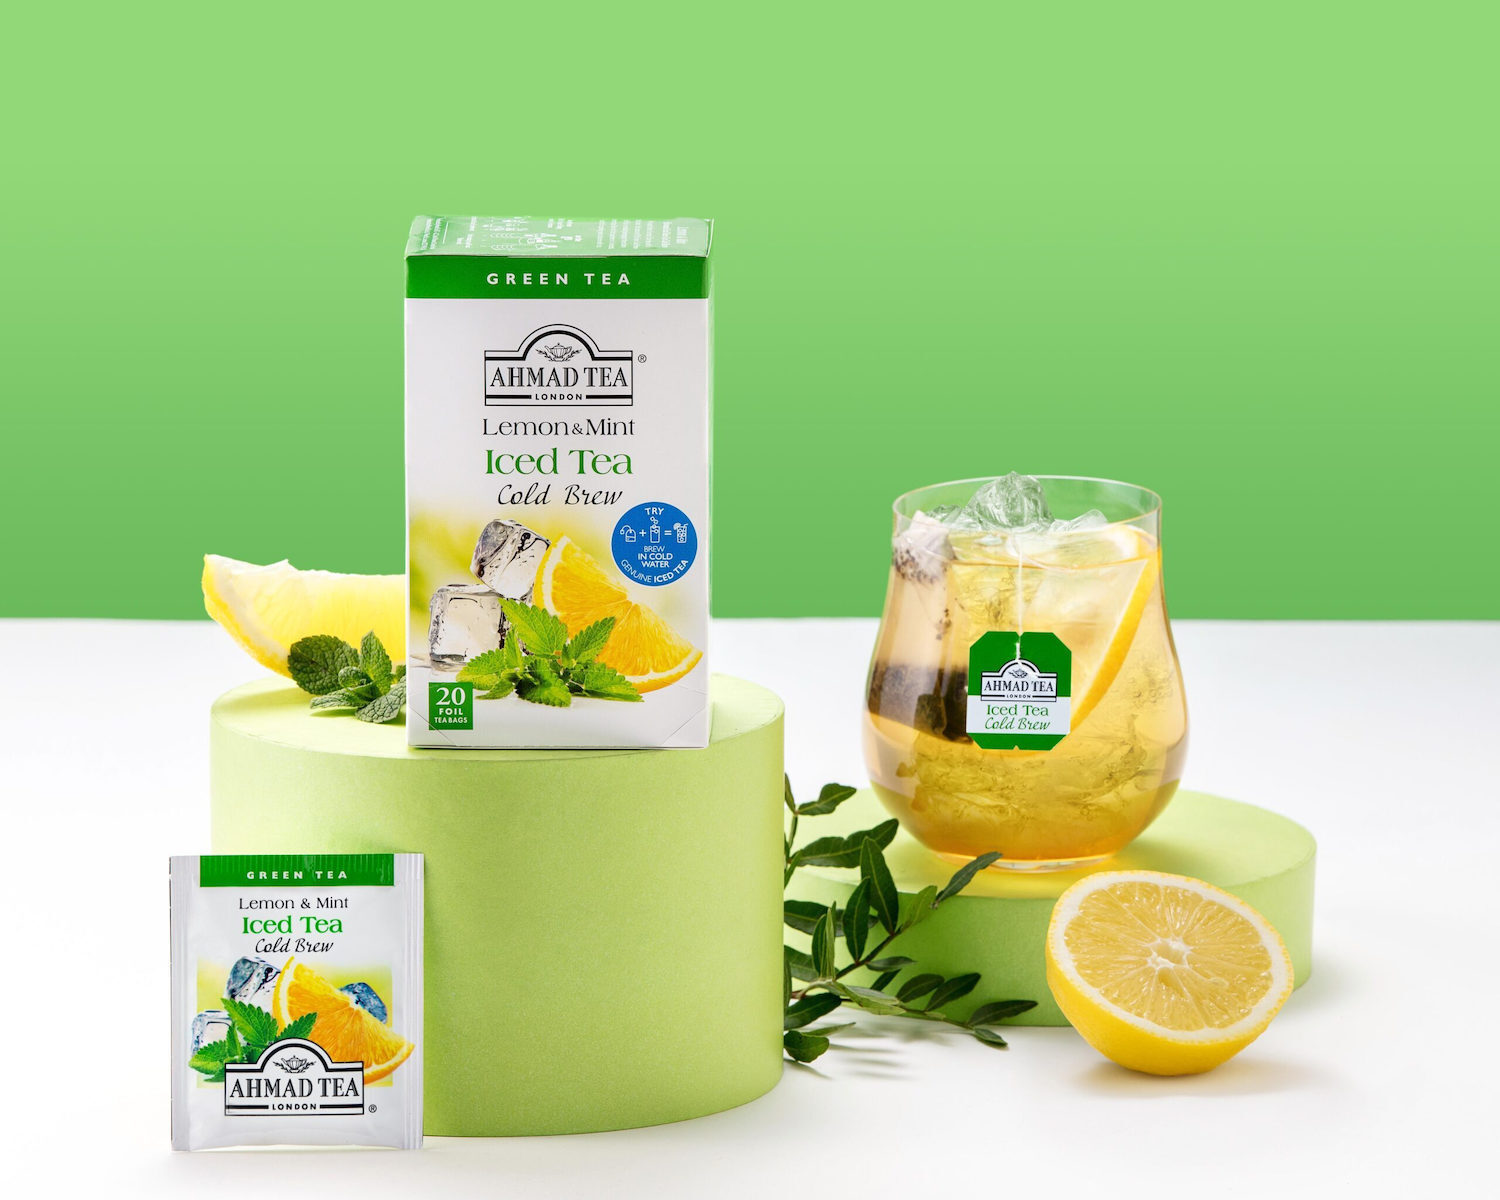 GREEN TEA
AHMAD TEA ®
LONDON
Lemon & Mint
Iced Tea
Cold Brew
TRY
+ =
BREW
IN COLD
WATER
GENUINE ICED TEA
20
FOIL
TEABAGS
AHMAD TEA
LONDON
Iced Tea
Cold Brew
GREEN TEA
Lemon & Mint
Iced Tea
Cold Brew
AHMAD TEA
LONDON ®